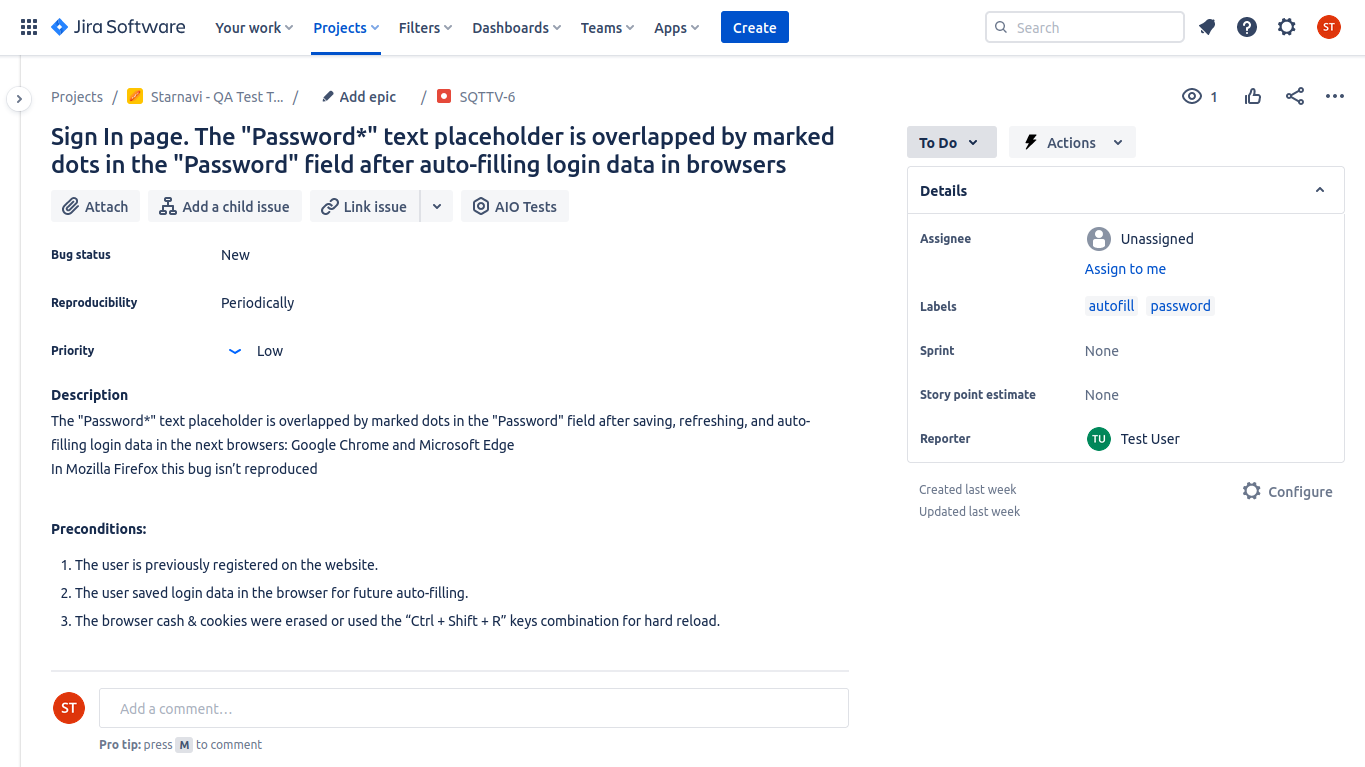 Jira Software Your work Projects Filters Dashboards Teams Apps Create Search ST
Projects / Starnavi - QA Test T... / Add epic / SQTTV-6 1
Sign In page. The "Password*" text placeholder is overlapped by marked
dots in the "Password" field after auto-filling login data in browsers
To Do Actions
Attach Add a child issue Link issue AIO Tests
Bug status New
Reproducibility Periodically
Priority Low
Description
The "Password*" text placeholder is overlapped by marked dots in the "Password" field after saving, refreshing, and auto-
filling login data in the next browsers: Google Chrome and Microsoft Edge
In Mozilla Firefox this bug isn’t reproduced
Preconditions:
1. The user is previously registered on the website.
2. The user saved login data in the browser for future auto-filling.
3. The browser cash & cookies were erased or used the “Ctrl + Shift + R” keys combination for hard reload.
ST Add a comment…
Pro tip: press M to comment
Details
Assignee Unassigned
Assign to me
Labels autofill password
Sprint None
Story point estimate None
Reporter TU Test User
Created last week
Updated last week
Configure